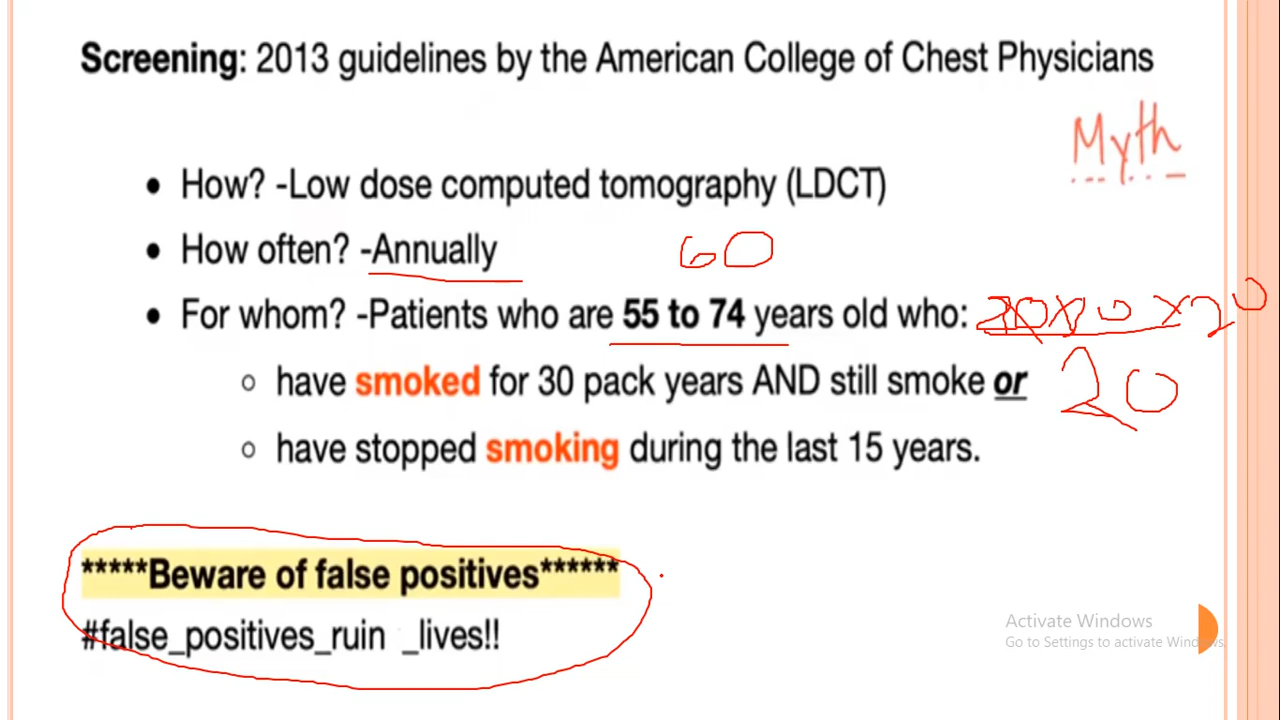 Screening: 2013 guidelines by the American College of Chest Physicians
Myth
• How? -Low dose computed tomography (LDCT)
• How often? -Annually
60
• For whom? -Patients who are 55 to 74 years old who:
○ have smoked for 30 pack years AND still smoke or
20
○ have stopped smoking during the last 15 years.
*****Beware of false positives******
#false_positives_ruin _lives!!
Activate Windows
Go to Settings to activate Windows.